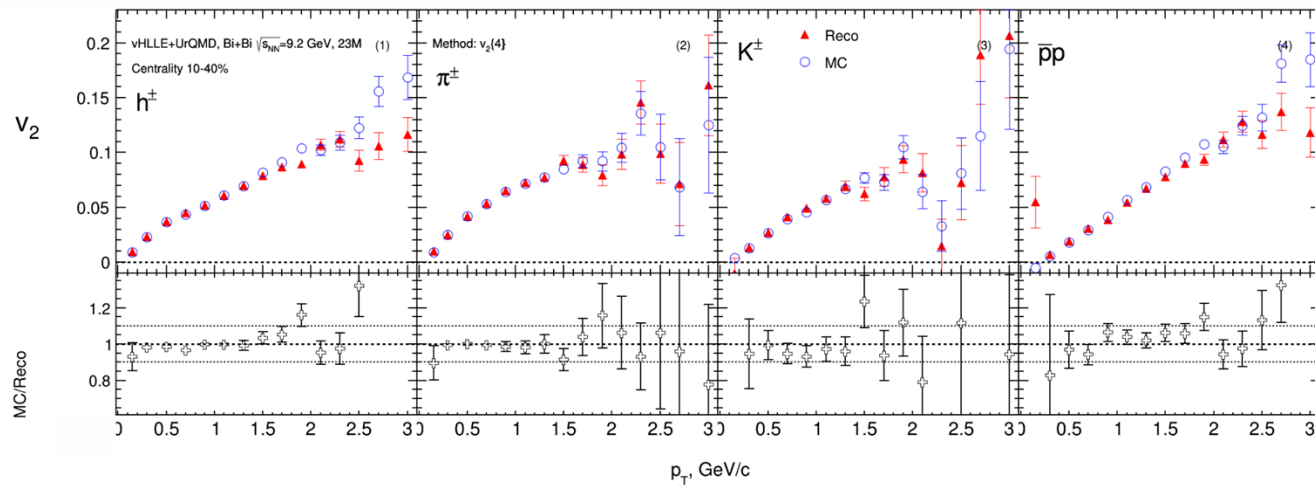 vHLLE+UrQMD, Bi+Bi √s_NN=9.2 GeV, 23M (1)
Centrality 10-40%
h±
Method: v₂{4} (2)
π±
K± (3)
Reco
MC
p̅p (4)
v₂
0.2
0.15
0.1
0.05
0
MC/Reco
1.2
1
0.8
0 0.5 1 1.5 2 2.5 3 0.5 1 1.5 2 2.5 3 0.5 1 1.5 2 2.5 3 0.5 1 1.5 2 2.5 3
p_T, GeV/c